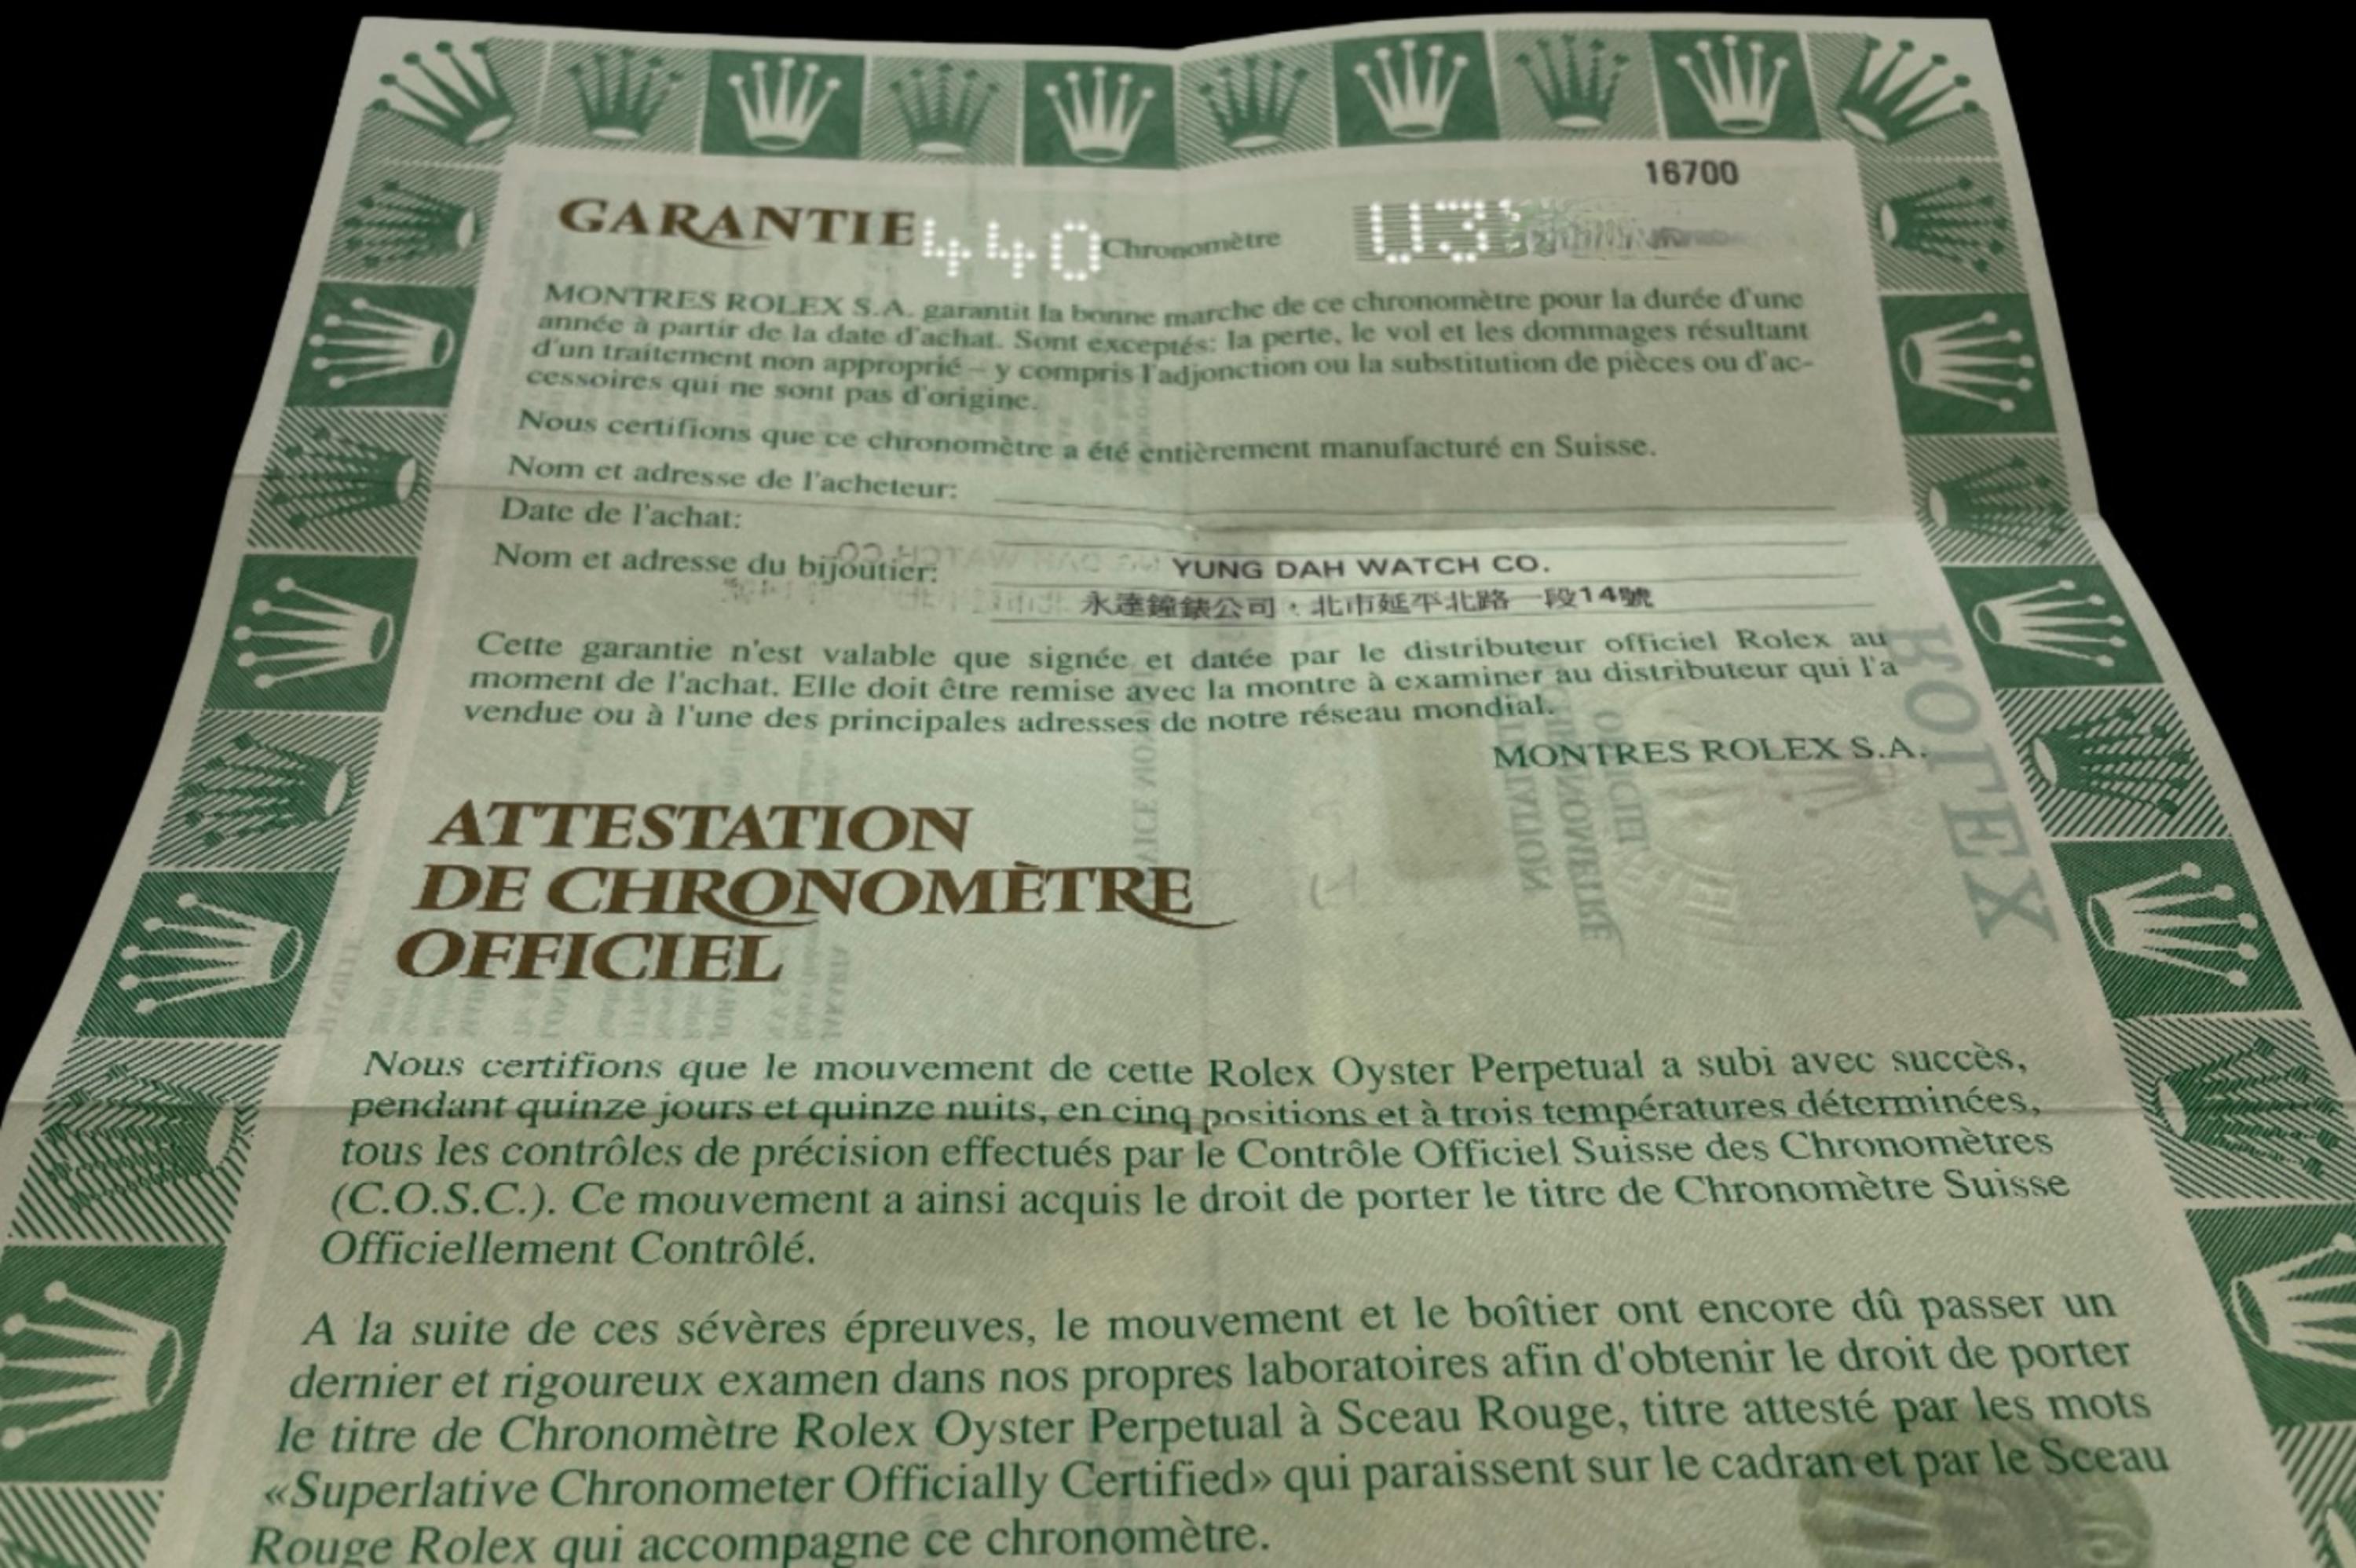 16700
GARANTIE 440 Chronomètre U3
MONTRES ROLEX S.A. garantit la bonne marche de ce chronomètre pour la durée d'une
année à partir de la date d'achat. Sont exceptés: la perte, le vol et les dommages résultant
d'un traitement non approprié – y compris l'adjonction ou la substitution de pièces ou d'ac-
cessoires qui ne sont pas d'origine.
Nous certifions que ce chronomètre a été entièrement manufacturé en Suisse.
Nom et adresse de l'acheteur:
Date de l'achat:
Nom et adresse du bijoutier: YUNG DAH WATCH CO.
永達鐘錶公司・北市延平北路一段14號
Cette garantie n'est valable que signée et datée par le distributeur officiel Rolex au
moment de l'achat. Elle doit être remise avec la montre à examiner au distributeur qui l'a
vendue ou à l'une des principales adresses de notre réseau mondial.
MONTRES ROLEX S.A.
ROLEX
ATTESTATION
DE CHRONOMÈTRE
OFFICIEL
Nous certifions que le mouvement de cette Rolex Oyster Perpetual a subi avec succès,
pendant quinze jours et quinze nuits, en cinq positions et à trois températures déterminées,
tous les contrôles de précision effectués par le Contrôle Officiel Suisse des Chronomètres
(C.O.S.C.). Ce mouvement a ainsi acquis le droit de porter le titre de Chronomètre Suisse
Officiellement Contrôlé.
A la suite de ces sévères épreuves, le mouvement et le boîtier ont encore dû passer un
dernier et rigoureux examen dans nos propres laboratoires afin d'obtenir le droit de porter
le titre de Chronomètre Rolex Oyster Perpetual à Sceau Rouge, titre attesté par les mots
«Superlative Chronometer Officially Certified» qui paraissent sur le cadran et par le Sceau
Rouge Rolex qui accompagne ce chronomètre.